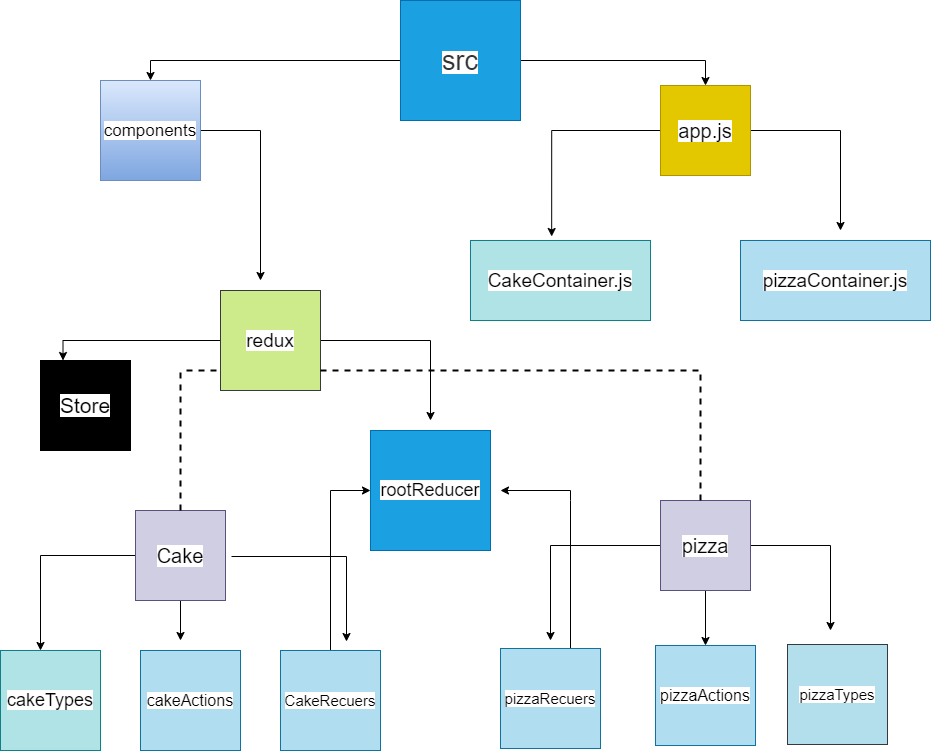 src
components
app.js
CakeContainer.js
pizzaContainer.js
redux
Store
rootReducer
Cake
pizza
cakeTypes
cakeActions
CakeRecuers
pizzaRecuers
pizzaActions
pizzaTypes